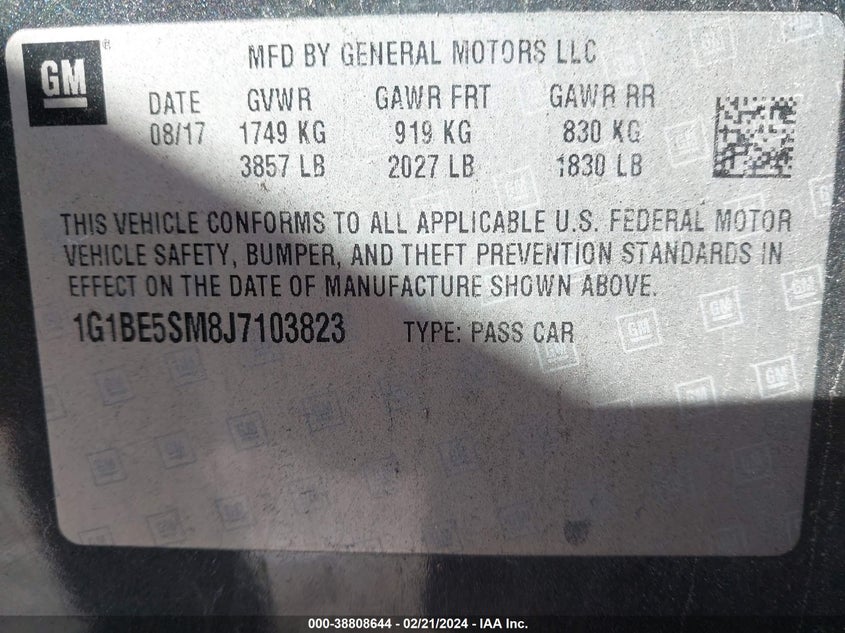 GM ®
MFD BY GENERAL MOTORS LLC
DATE GVWR GAWR FRT GAWR RR
08/17 1749 KG 919 KG 830 KG
3857 LB 2027 LB 1830 LB
THIS VEHICLE CONFORMS TO ALL APPLICABLE U.S. FEDERAL MOTOR
VEHICLE SAFETY, BUMPER, AND THEFT PREVENTION STANDARDS IN
EFFECT ON THE DATE OF MANUFACTURE SHOWN ABOVE.
1G1BE5SM8J7103823 TYPE: PASS CAR
000-38808644 - 02/21/2024 - IAA Inc.